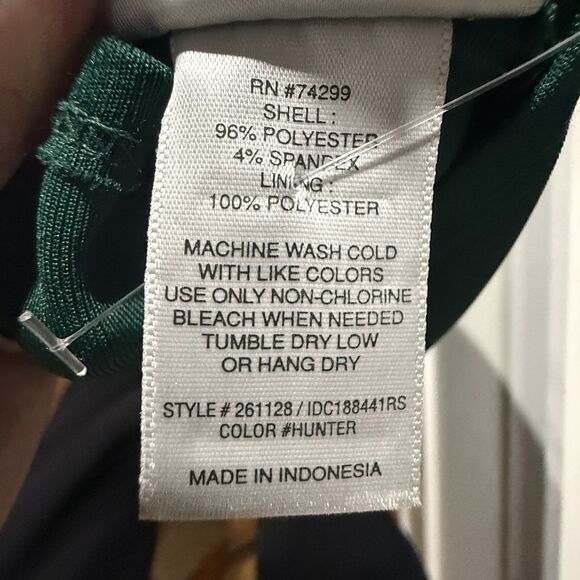 RN #74299
SHELL :
96% POLYESTER
4% SPANDEX
LINING :
100% POLYESTER
MACHINE WASH COLD
WITH LIKE COLORS
USE ONLY NON-CHLORINE
BLEACH WHEN NEEDED
TUMBLE DRY LOW
OR HANG DRY
STYLE # 261128 / IDC188441RS
COLOR #HUNTER
MADE IN INDONESIA